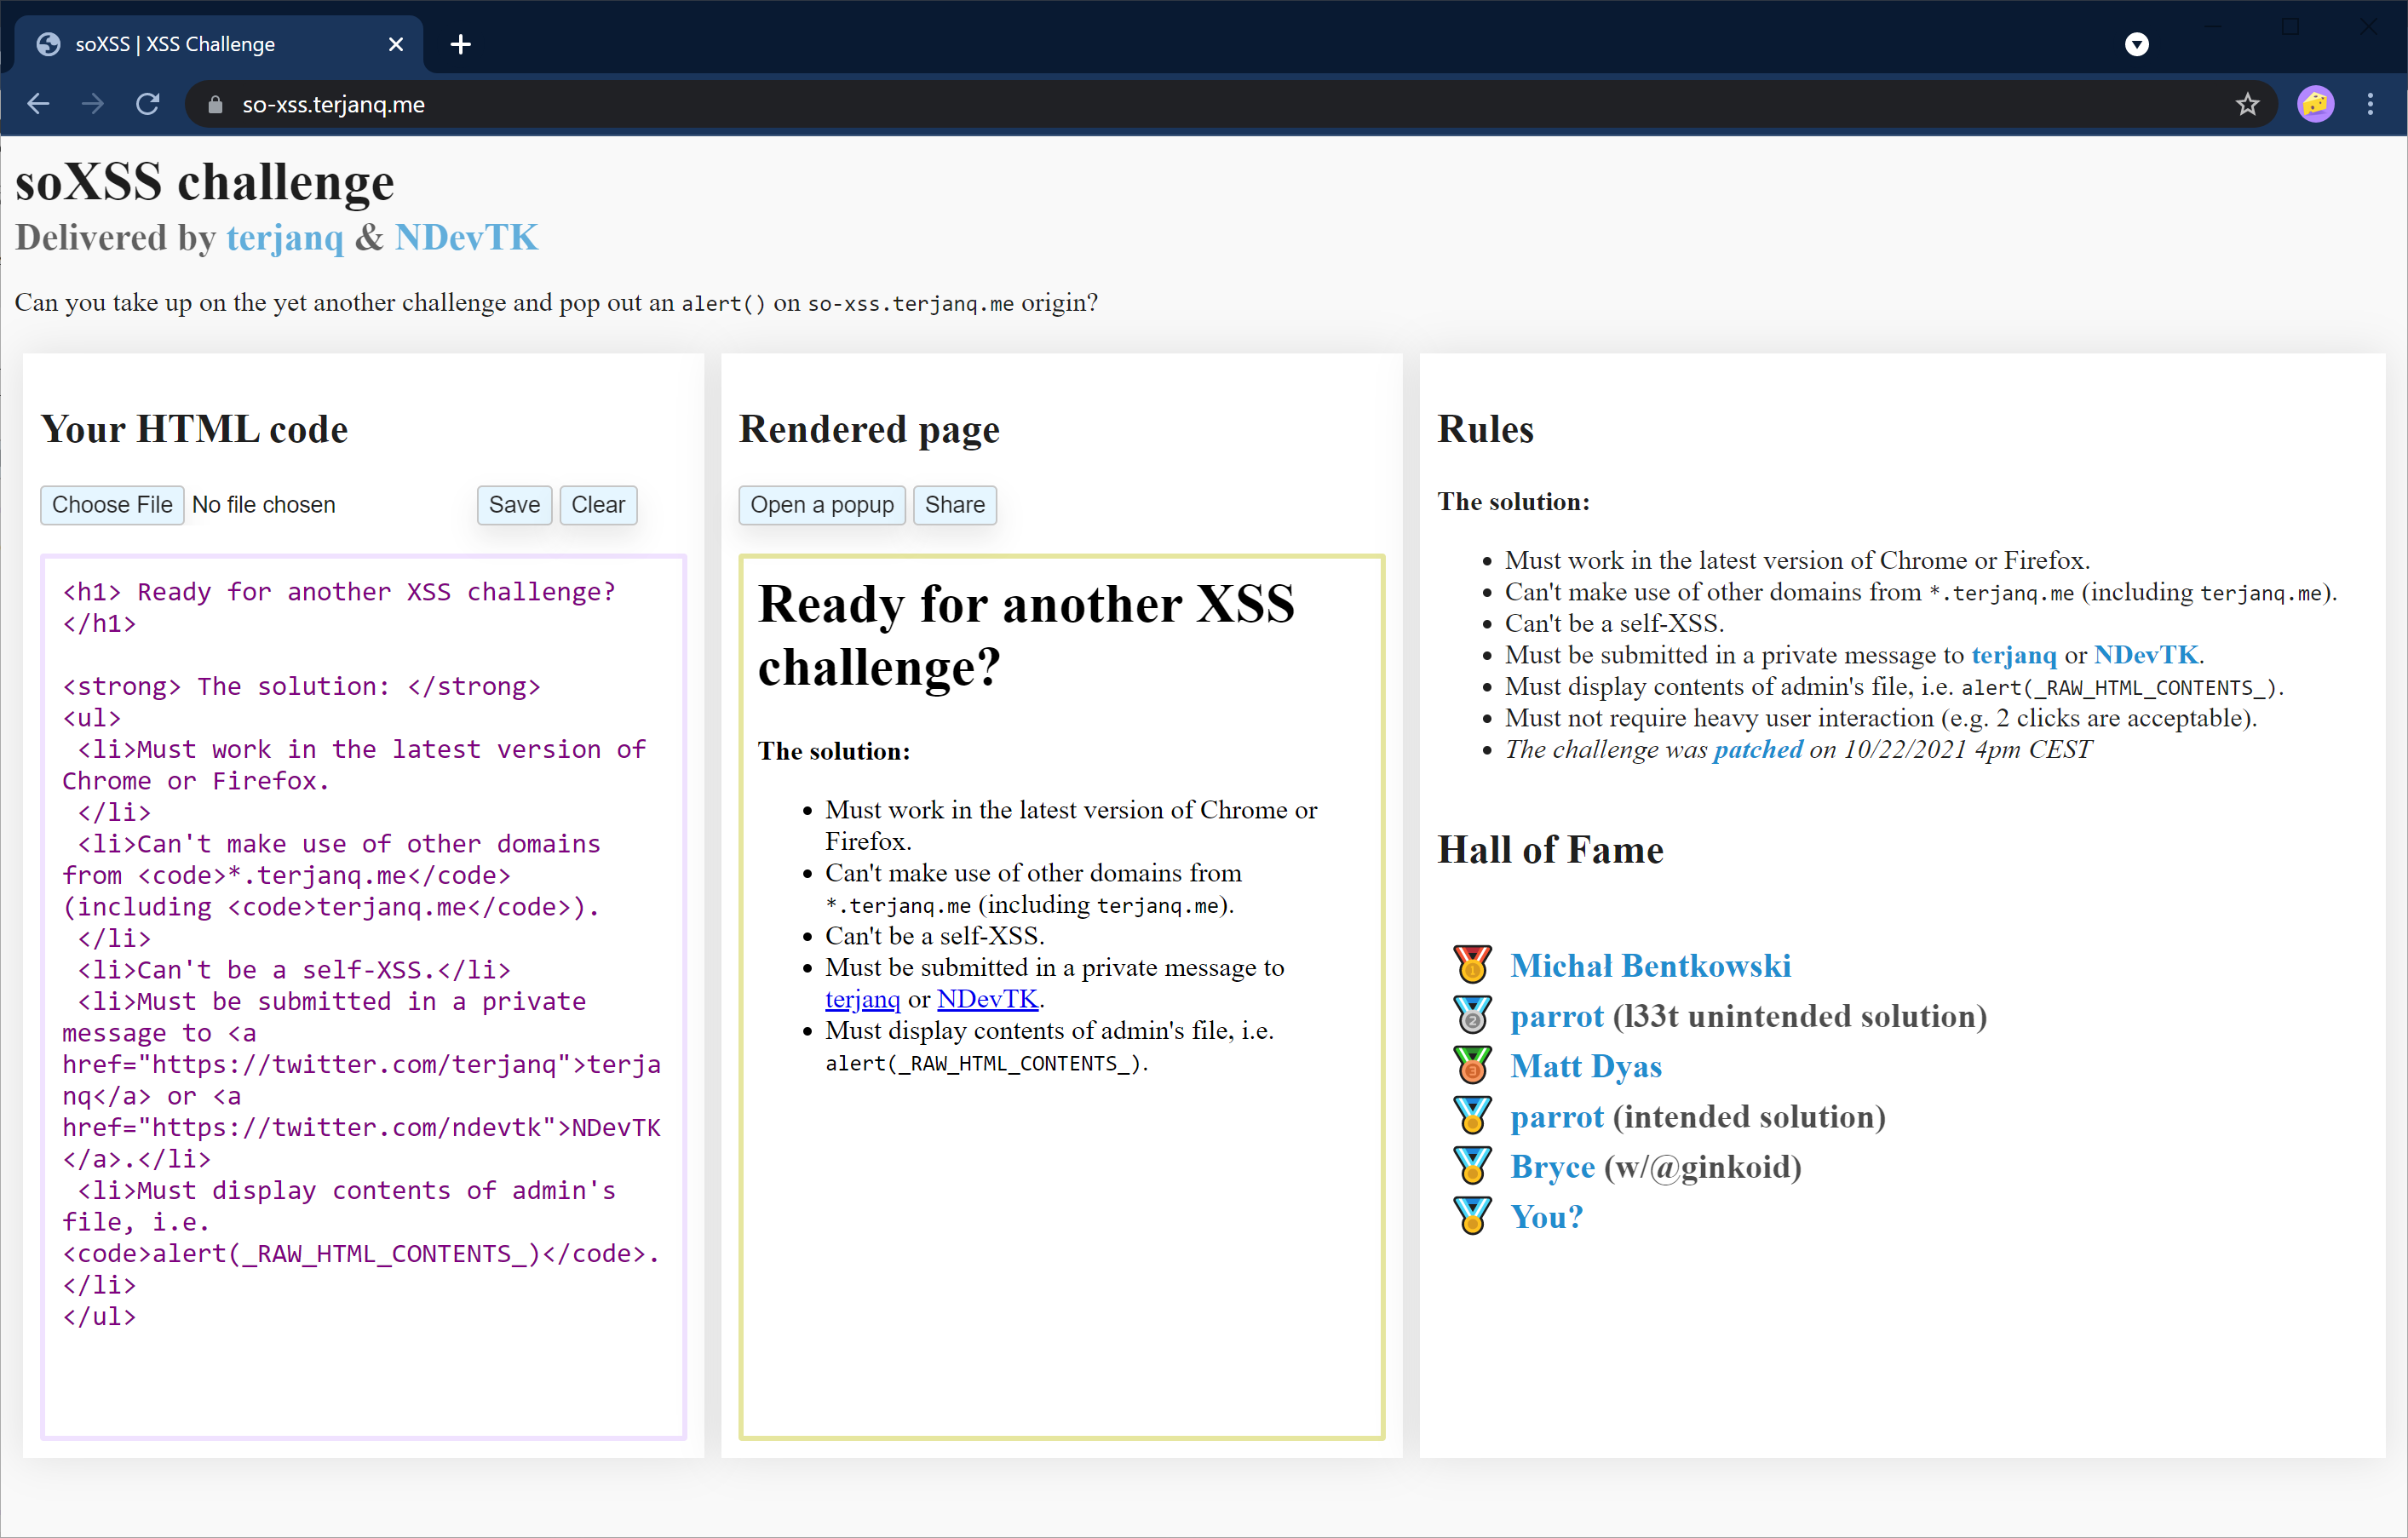 soXSS | XSS Challenge
so-xss.terjanq.me
soXSS challenge
Delivered by terjanq & NDevTK
Can you take up on the yet another challenge and pop out an alert() on so-xss.terjanq.me origin?
Your HTML code
Choose File No file chosen Save Clear
<h1> Ready for another XSS challenge?
</h1>
<strong> The solution: </strong>
<ul>
<li>Must work in the latest version of
Chrome or Firefox.
</li>
<li>Can't make use of other domains
from <code>*.terjanq.me</code>
(including <code>terjanq.me</code>).
</li>
<li>Can't be a self-XSS.</li>
<li>Must be submitted in a private
message to <a
href="https://twitter.com/terjanq">terja
nq</a> or <a
href="https://twitter.com/ndevtk">NDevTK
</a>.</li>
<li>Must display contents of admin's
file, i.e.
<code>alert(_RAW_HTML_CONTENTS_)</code>.
</li>
</ul>
Rendered page
Open a popup Share
Ready for another XSS
challenge?
The solution:
• Must work in the latest version of Chrome or
Firefox.
• Can't make use of other domains from
*.terjanq.me (including terjanq.me).
• Can't be a self-XSS.
• Must be submitted in a private message to
terjanq or NDevTK.
• Must display contents of admin's file, i.e.
alert(_RAW_HTML_CONTENTS_).
Rules
The solution:
• Must work in the latest version of Chrome or Firefox.
• Can't make use of other domains from *.terjanq.me (including terjanq.me).
• Can't be a self-XSS.
• Must be submitted in a private message to terjanq or NDevTK.
• Must display contents of admin's file, i.e. alert(_RAW_HTML_CONTENTS_).
• Must not require heavy user interaction (e.g. 2 clicks are acceptable).
• The challenge was patched on 10/22/2021 4pm CEST
Hall of Fame
1 Michał Bentkowski
2 parrot (l33t unintended solution)
3 Matt Dyas
parrot (intended solution)
Bryce (w/@ginkoid)
You?